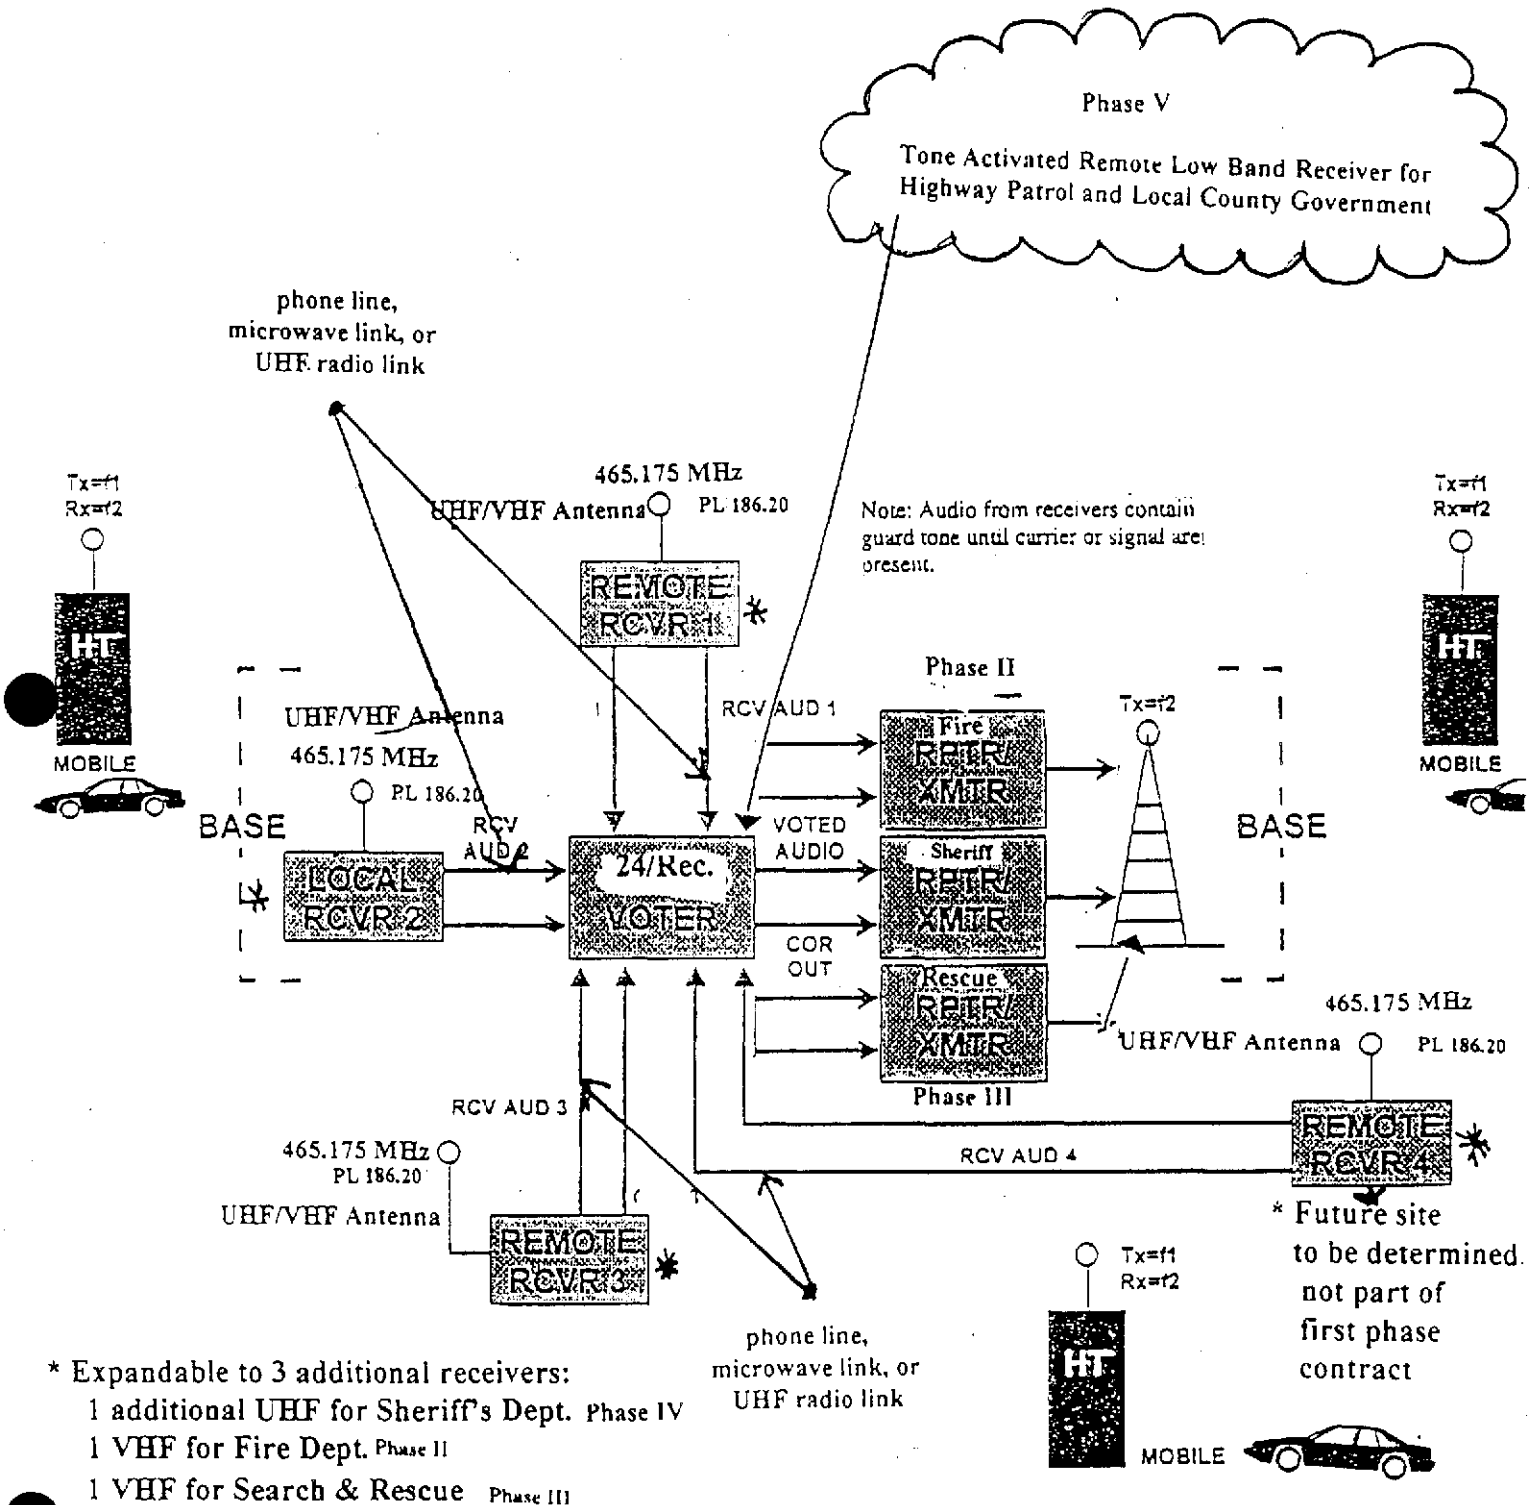 Phase V
Tone Activated Remote Low Band Receiver for
Highway Patrol and Local County Government
phone line,
microwave link, or
UHF radio link
Tx=f1
Rx=f2
HT
MOBILE
465.175 MHz
UHF/VHF Antenna
PL 186.20
REMOTE
RCVR 1
*
Note: Audio from receivers contain
guard tone until carrier or signal are
present.
Tx=f1
Rx=f2
HT
MOBILE
UHF/VHF Antenna
465.175 MHz
PL 186.20
BASE
RCV
AUD 2
LOCAL
RCVR 2
*
RCV AUD 1
24/Rec.
VOTER
VOTED
AUDIO
COR
OUT
Phase II
Fire
RPTR/
XMTR
Sheriff
RPTR/
XMTR
Rescue
RPTR/
XMTR
Phase III
Tx=f2
BASE
465.175 MHz
UHF/VHF Antenna
PL 186.20
REMOTE
RCVR 4
*
RCV AUD 4
RCV AUD 3
465.175 MHz
PL 186.20
UHF/VHF Antenna
REMOTE
RCVR 3
*
* Future site
to be determined.
not part of
first phase
contract
phone line,
microwave link, or
UHF radio link
Tx=f1
Rx=f2
HT
MOBILE
* Expandable to 3 additional receivers:
1 additional UHF for Sheriff's Dept. Phase IV
1 VHF for Fire Dept. Phase II
1 VHF for Search & Rescue Phase III